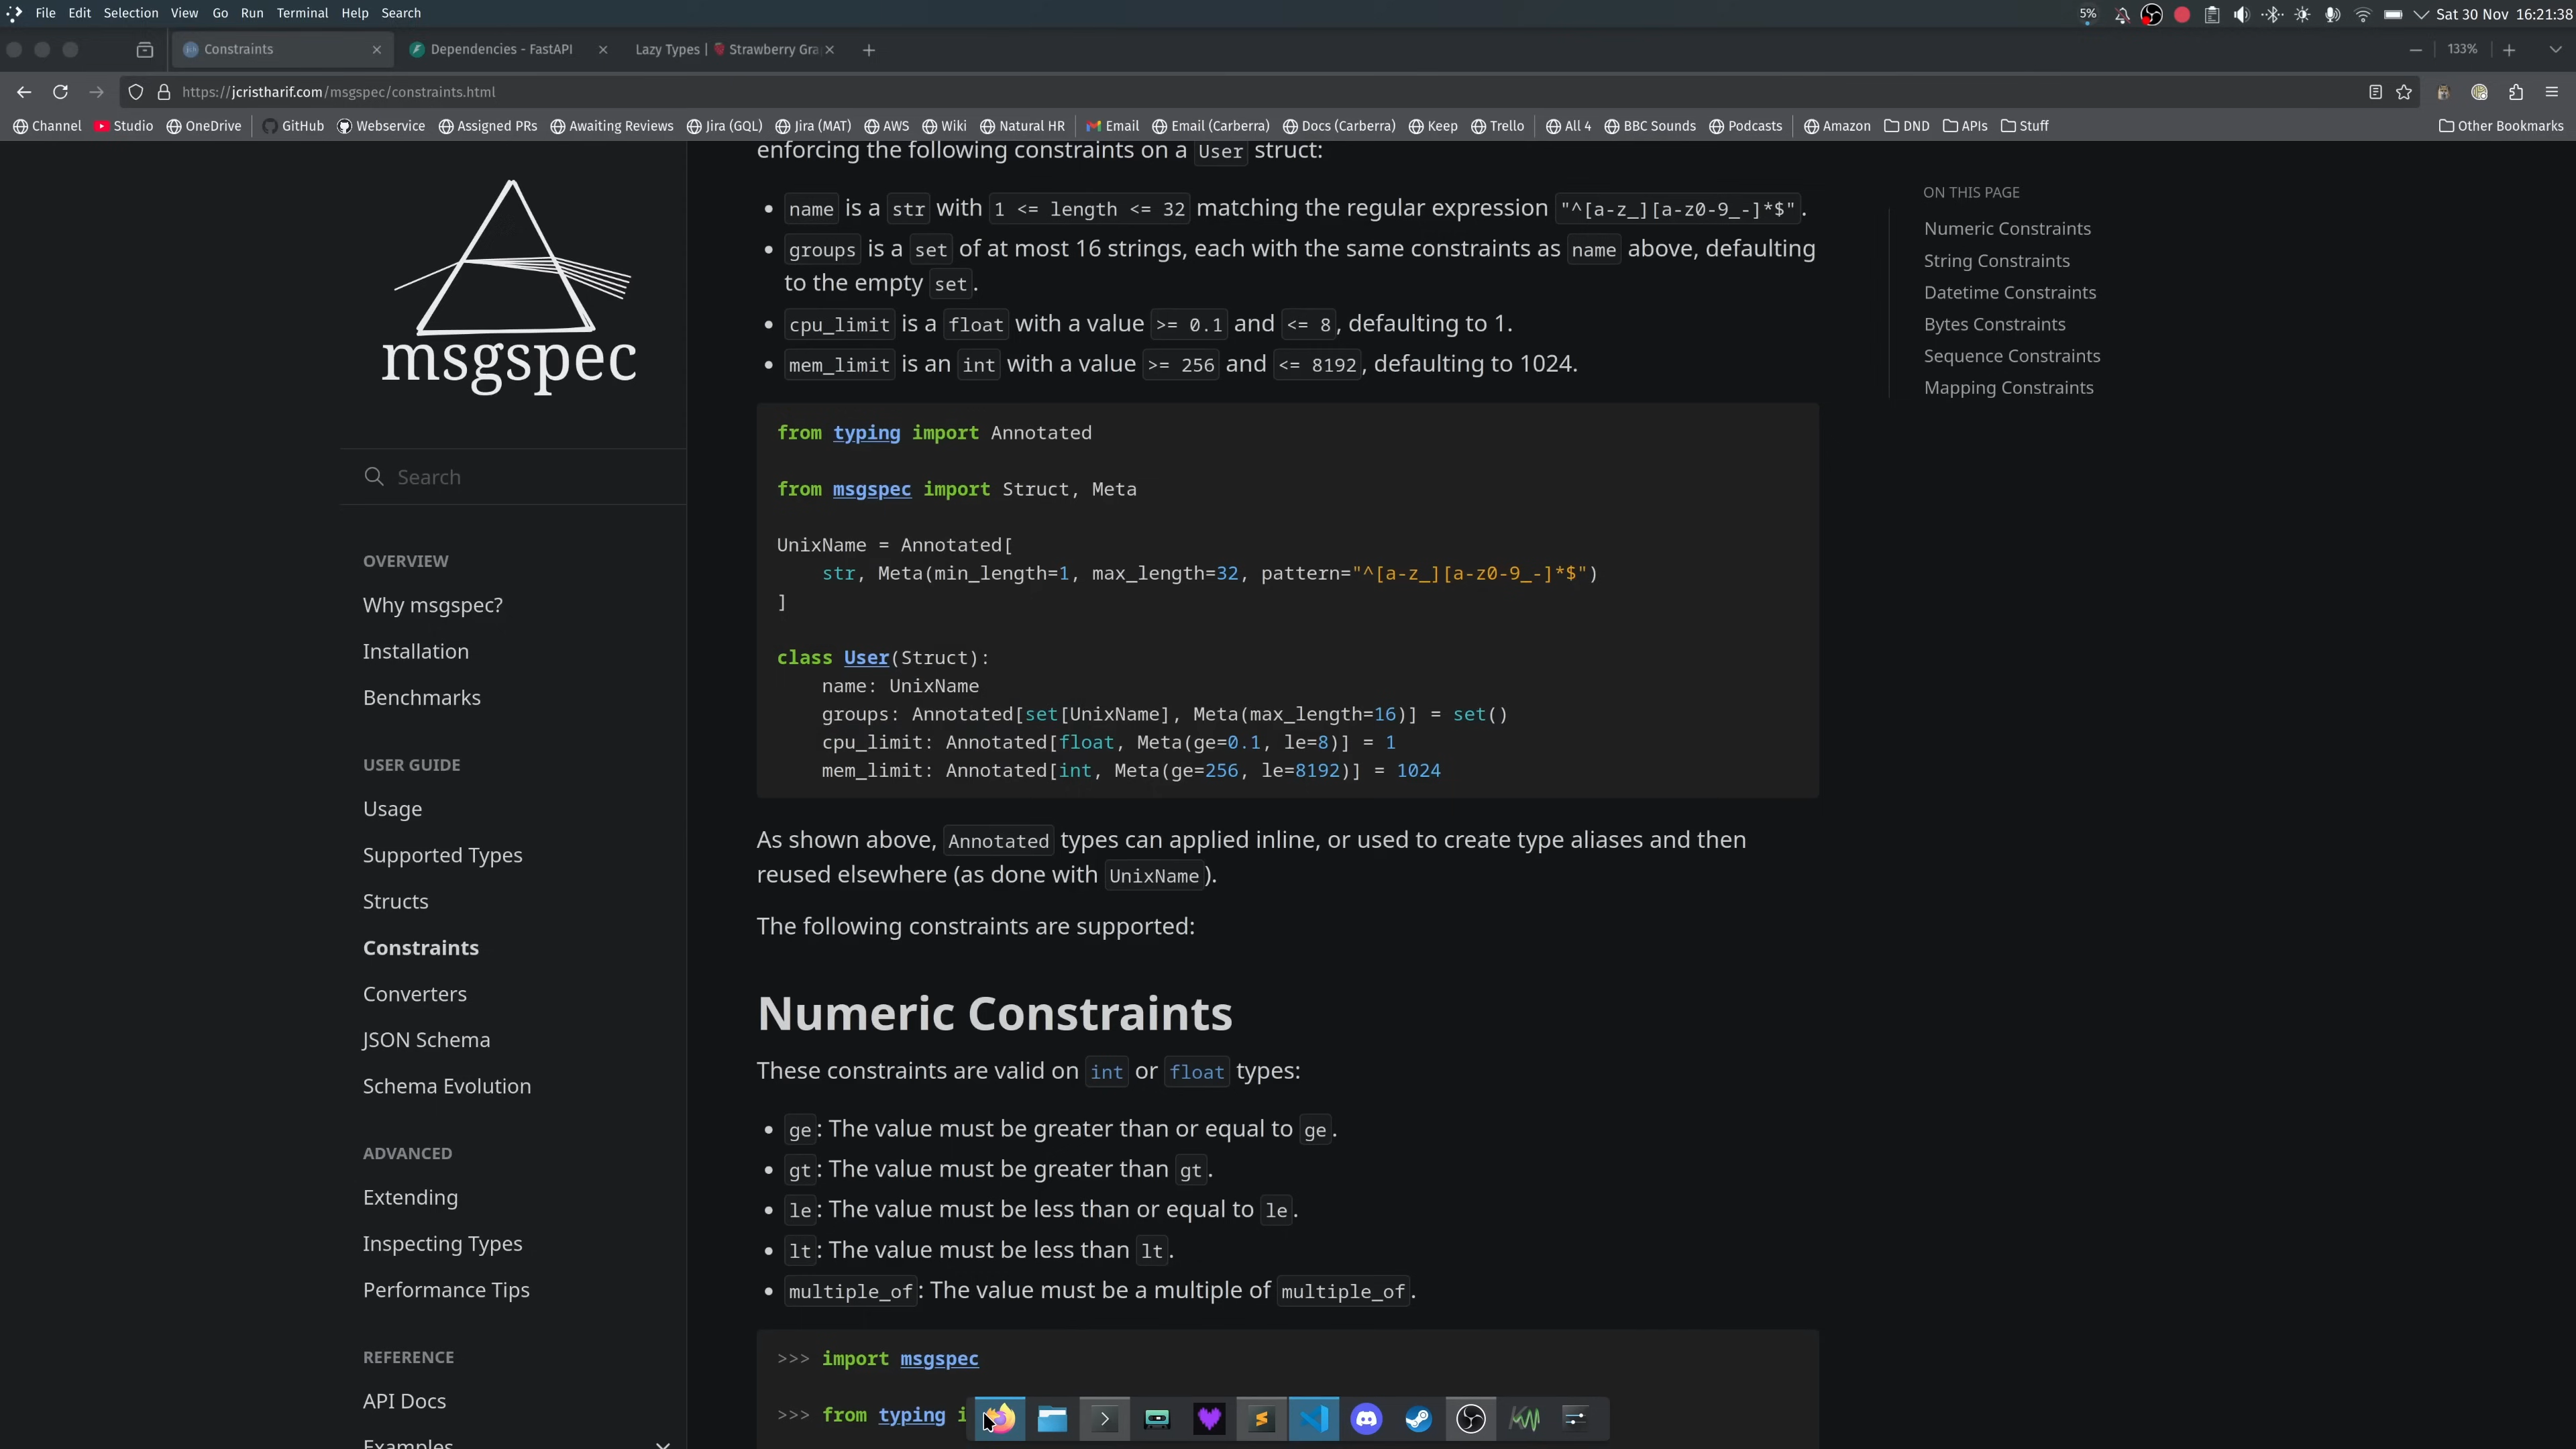 File Edit Selection View Go Run Terminal Help Search
5% Sat 30 Nov 16:21:38
Constraints Dependencies - FastAPI Lazy Types | 🍓 Strawberry Gra 133%
https://jcristharif.com/msgspec/constraints.html
Channel Studio OneDrive GitHub Webservice Assigned PRs Awaiting Reviews Jira (GQL) Jira (MAT) AWS Wiki Natural HR Email Email (Carberra) Docs (Carberra) Keep Trello All 4 BBC Sounds Podcasts Amazon DND APIs Stuff Other Bookmarks
msgspec
Search
OVERVIEW
Why msgspec?
Installation
Benchmarks
USER GUIDE
Usage
Supported Types
Structs
Constraints
Converters
JSON Schema
Schema Evolution
ADVANCED
Extending
Inspecting Types
Performance Tips
REFERENCE
API Docs
Examples
enforcing the following constraints on a User struct:
• name is a str with 1 <= length <= 32 matching the regular expression "^[a-z_][a-z0-9_-]*$".
• groups is a set of at most 16 strings, each with the same constraints as name above, defaulting
to the empty set.
• cpu_limit is a float with a value >= 0.1 and <= 8, defaulting to 1.
• mem_limit is an int with a value >= 256 and <= 8192, defaulting to 1024.
from typing import Annotated
from msgspec import Struct, Meta
UnixName = Annotated[
str, Meta(min_length=1, max_length=32, pattern="^[a-z_][a-z0-9_-]*$")
]
class User(Struct):
name: UnixName
groups: Annotated[set[UnixName], Meta(max_length=16)] = set()
cpu_limit: Annotated[float, Meta(ge=0.1, le=8)] = 1
mem_limit: Annotated[int, Meta(ge=256, le=8192)] = 1024
As shown above, Annotated types can applied inline, or used to create type aliases and then
reused elsewhere (as done with UnixName).
The following constraints are supported:
Numeric Constraints
These constraints are valid on int or float types:
• ge: The value must be greater than or equal to ge.
• gt: The value must be greater than gt.
• le: The value must be less than or equal to le.
• lt: The value must be less than lt.
• multiple_of: The value must be a multiple of multiple_of.
>>> import msgspec
>>> from typing i
ON THIS PAGE
Numeric Constraints
String Constraints
Datetime Constraints
Bytes Constraints
Sequence Constraints
Mapping Constraints